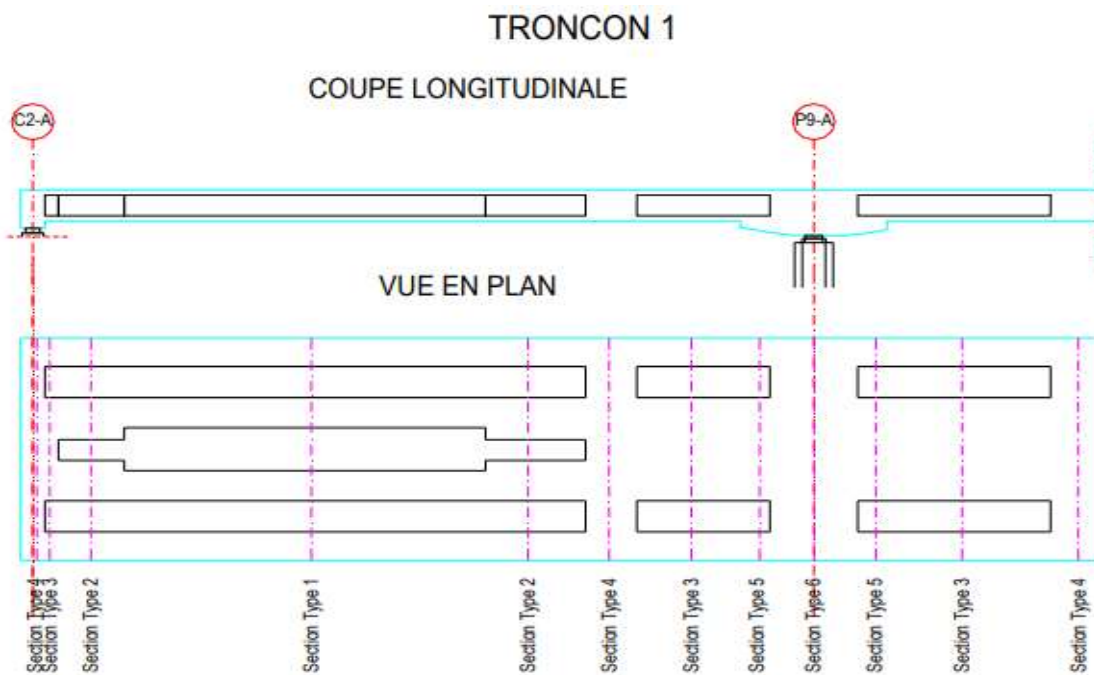 TRONCON 1
COUPE LONGITUDINALE
C2-A
P9-A
VUE EN PLAN
Section Type 4
Section Type 3
Section Type 2
Section Type 1
Section Type 2
Section Type 4
Section Type 3
Section Type 5
Section Type 6
Section Type 5
Section Type 3
Section Type 4